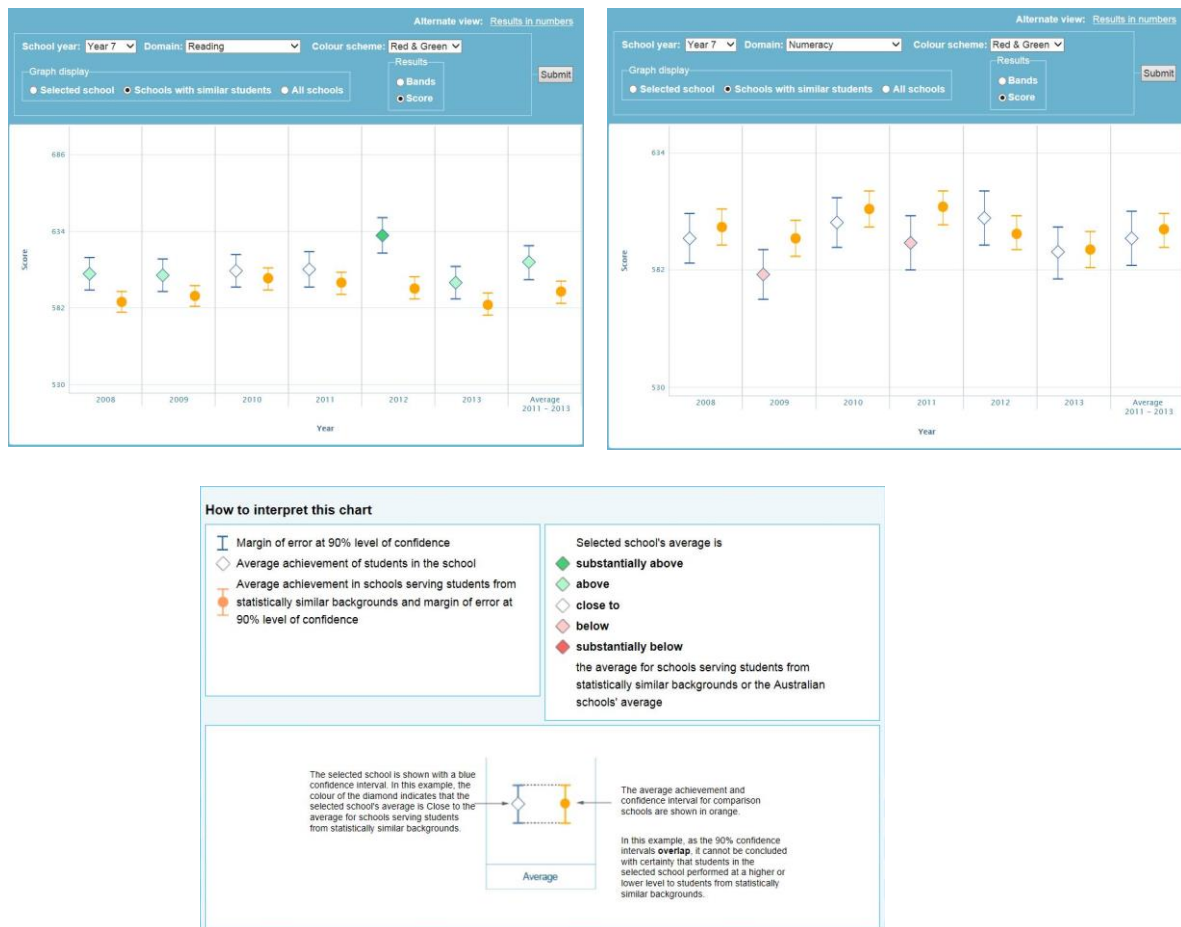 Alternate view: Results in numbers
School year: Year 7 Domain: Reading Colour scheme: Red & Green
Graph display
Selected school Schools with similar students All schools
Results
Bands
Score
Submit
686
634
582
530
Score
2008 2009 2010 2011 2012 2013 Average
2011 - 2013
Year
Alternate view: Results in numbers
School year: Year 7 Domain: Numeracy Colour scheme: Red & Green
Graph display
Selected school Schools with similar students All schools
Results
Bands
Score
Submit
634
582
530
Score
2008 2009 2010 2011 2012 2013 Average
2011 - 2013
Year
How to interpret this chart
Margin of error at 90% level of confidence
Average achievement of students in the school
Average achievement in schools serving students from
statistically similar backgrounds and margin of error at
90% level of confidence
Selected school's average is
substantially above
above
close to
below
substantially below
the average for schools serving students from
statistically similar backgrounds or the Australian
schools' average
The selected school is shown with a blue
confidence interval. In this example, the
colour of the diamond indicates that the
selected school's average is Close to the
average for schools serving students
from statistically similar backgrounds.
Average
The average achievement and
confidence interval for comparison
schools are shown in orange.
In this example, as the 90% confidence
intervals overlap, it cannot be concluded
with certainty that students in the
selected school performed at a higher or
lower level to students from statistically
similar backgrounds.